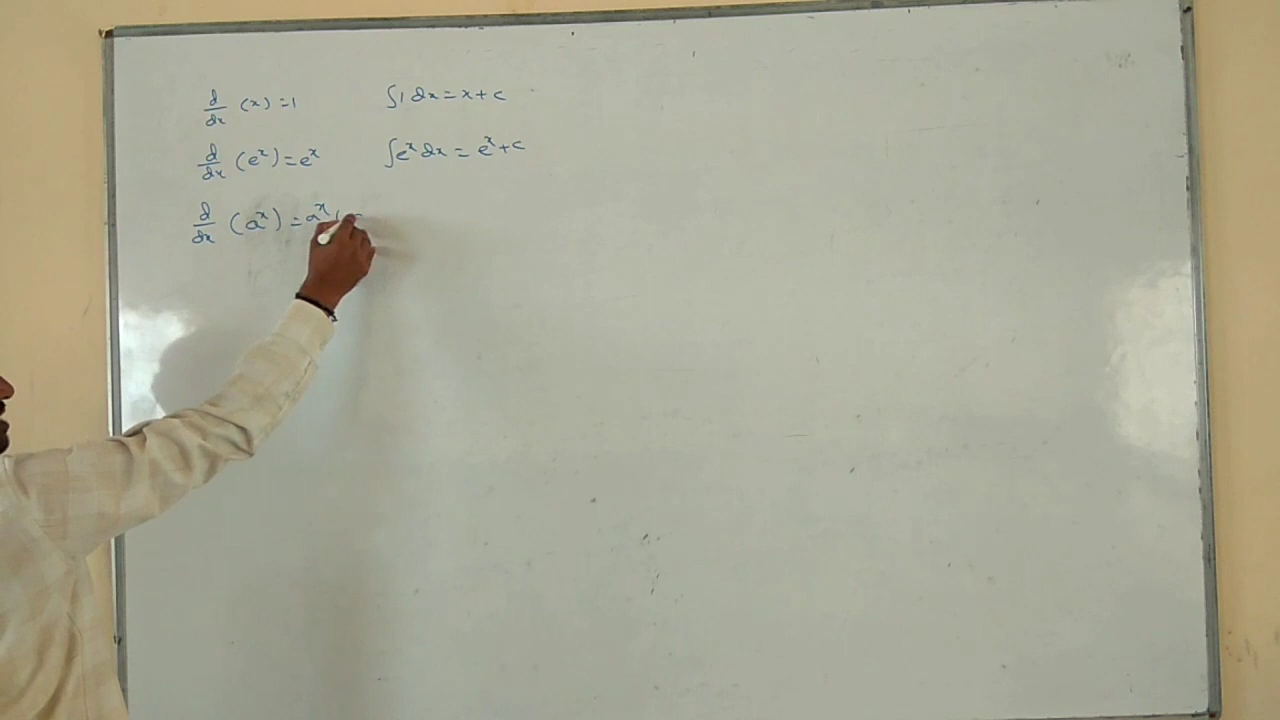 d/dx (x) = 1 ∫1 dx = x + c
d/dx (e^x) = e^x ∫e^x dx = e^x + c
d/dx (a^x) = a^x